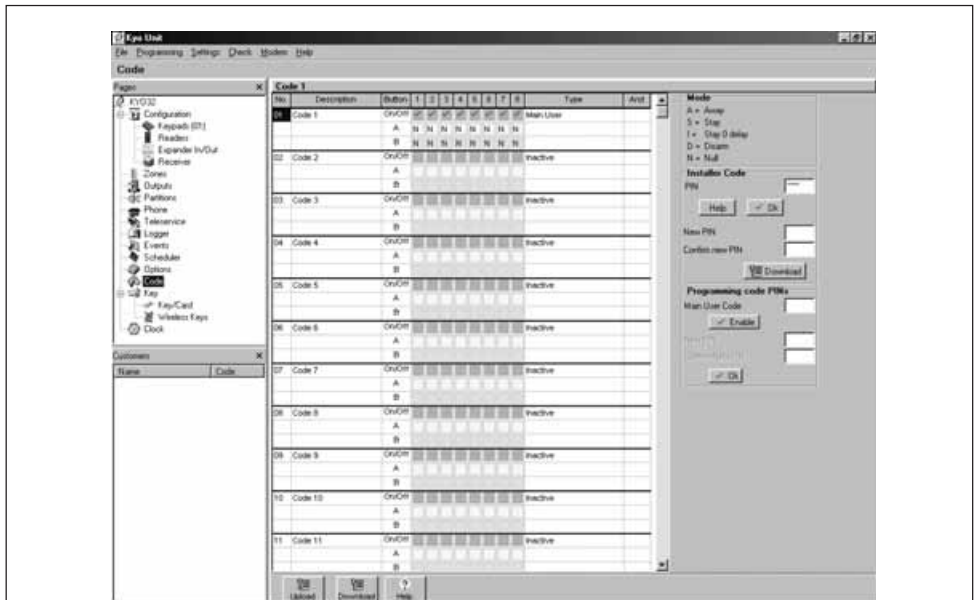 Kyo Unit
File Programming Settings Check Modem Help
Code
Pages
KYO32
Configuration
Keypads (01)
Readers
Expander In/Out
Receiver
Zones
Outputs
Partitions
Phone
Teleservice
Logger
Events
Scheduler
Options
Code
Key
Key/Card
Wireless Keys
Clock
Customers
Name Code
Code 1
No. Description Button 1 2 3 4 5 6 7 8 Type
01 Code 1 On/Off Main User
A N N N N N N N N
B N N N N N N N N
02 Code 2 On/Off Inactive
A
B
03 Code 3 On/Off Inactive
A
B
04 Code 4 On/Off Inactive
A
B
05 Code 5 On/Off Inactive
A
B
06 Code 6 On/Off Inactive
A
B
07 Code 7 On/Off Inactive
A
B
08 Code 8 On/Off Inactive
A
B
09 Code 9 On/Off Inactive
A
B
10 Code 10 On/Off Inactive
A
B
11 Code 11 On/Off Inactive
A
B
Mode
A = Away
S = Stay
I = Stay 0 delay
D = Disarm
N = Null
Installer Code
PIN
Help Ok
New PIN
Confirm new PIN
Download
Programming code PINs
Main User Code
Enable
Ok
Upload Download Help